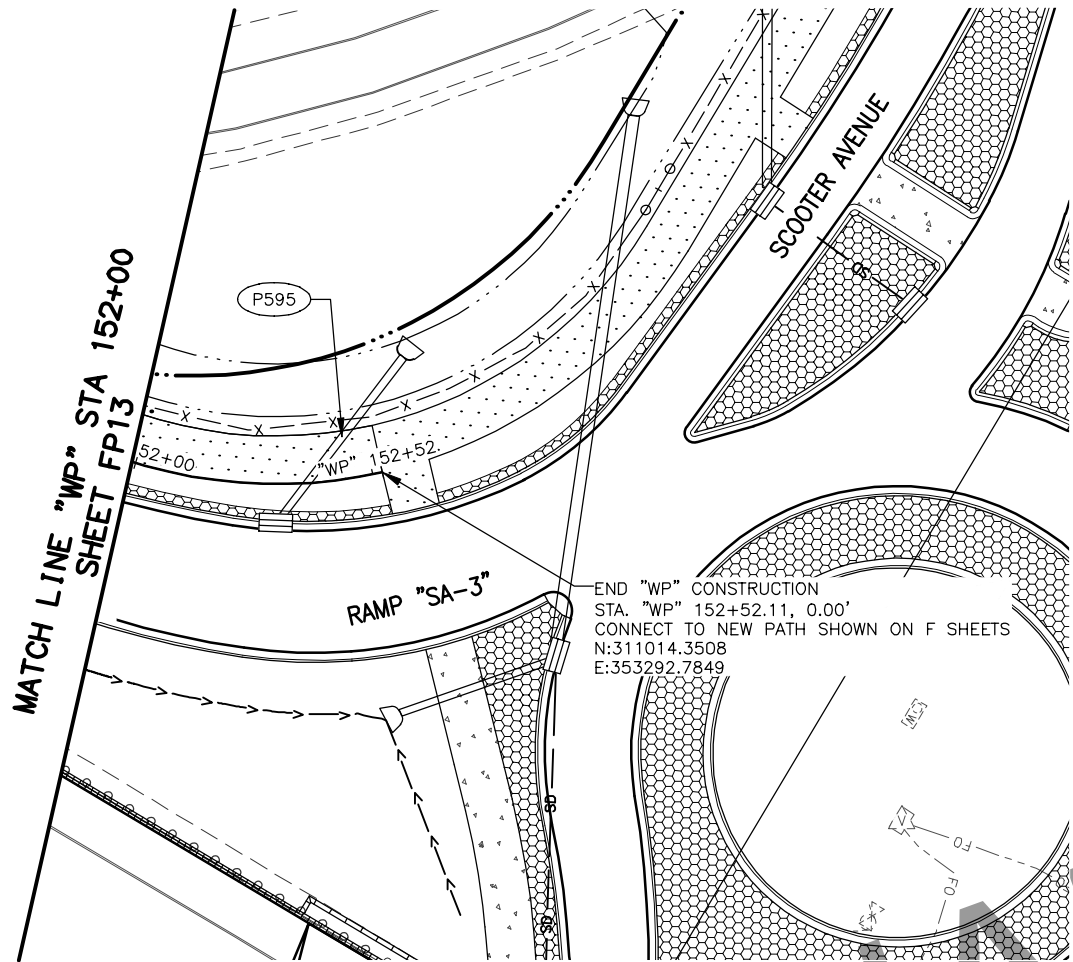 MATCH LINE "WP" STA 152+00
SHEET FP13
P595
SCOOTER AVENUE
SD
52+00
"WP" 152+52
RAMP "SA-3"
END "WP" CONSTRUCTION
STA. "WP" 152+52.11, 0.00'
CONNECT TO NEW PATH SHOWN ON F SHEETS
N:311014.3508
E:353292.7849
SD
SD
FO
FO